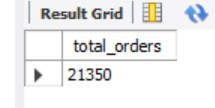 Result Grid
total_orders
21350